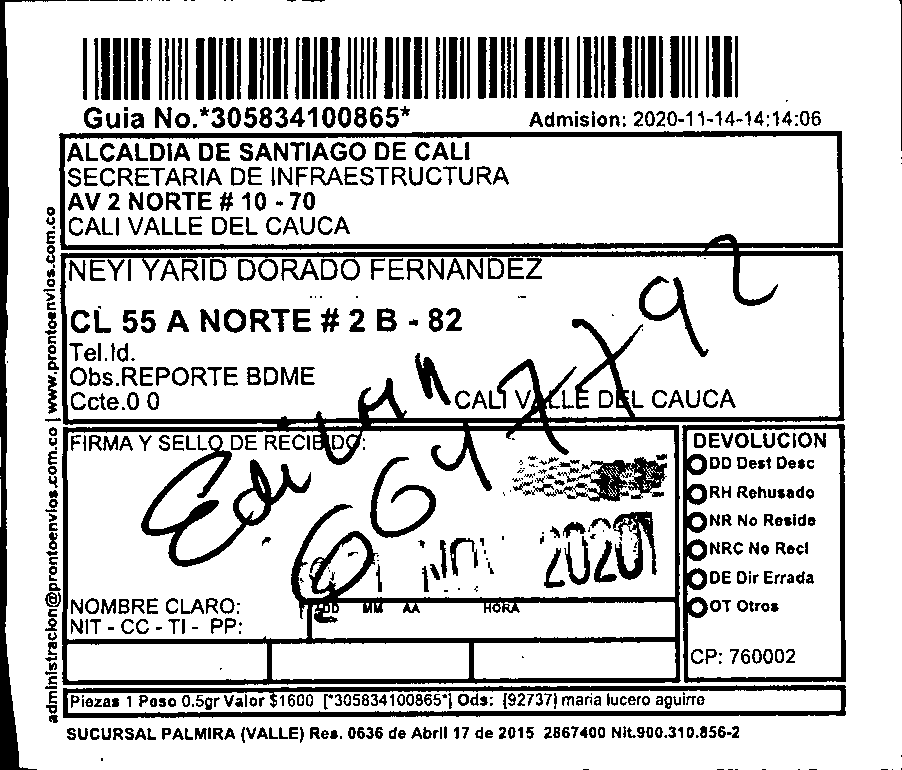 Guia No.*305834100865*
Admision: 2020-11-14-14:14:06
ALCALDIA DE SANTIAGO DE CALI
SECRETARIA DE INFRAESTRUCTURA
AV 2 NORTE # 10 - 70
CALI VALLE DEL CAUCA
NEYI YARID DORADO FERNANDEZ
CL 55 A NORTE # 2 B - 82
Tel.Id.
Obs.REPORTE BDME
Ccte.0 0
CALI VALLE DEL CAUCA
6647792
FIRMA Y SELLO DE RECIBIDO:
NOV 2020
NOMBRE CLARO:
NIT - CC - TI - PP:
DD MM AA HORA
DEVOLUCION
DD Dest Desc
RH Rehusado
NR No Reside
NRC No Recl
DE Dir Errada
OT Otros
CP: 760002
Piezas 1 Peso 0.5gr Valor $1600 [*305834100865*] Ods: [92737] maria lucero aguirre
SUCURSAL PALMIRA (VALLE) Res. 0636 de Abril 17 de 2015 2867400 Nit.900.310.856-2
administracion@prontoenvios.com.co | www.prontoenvios.com.co